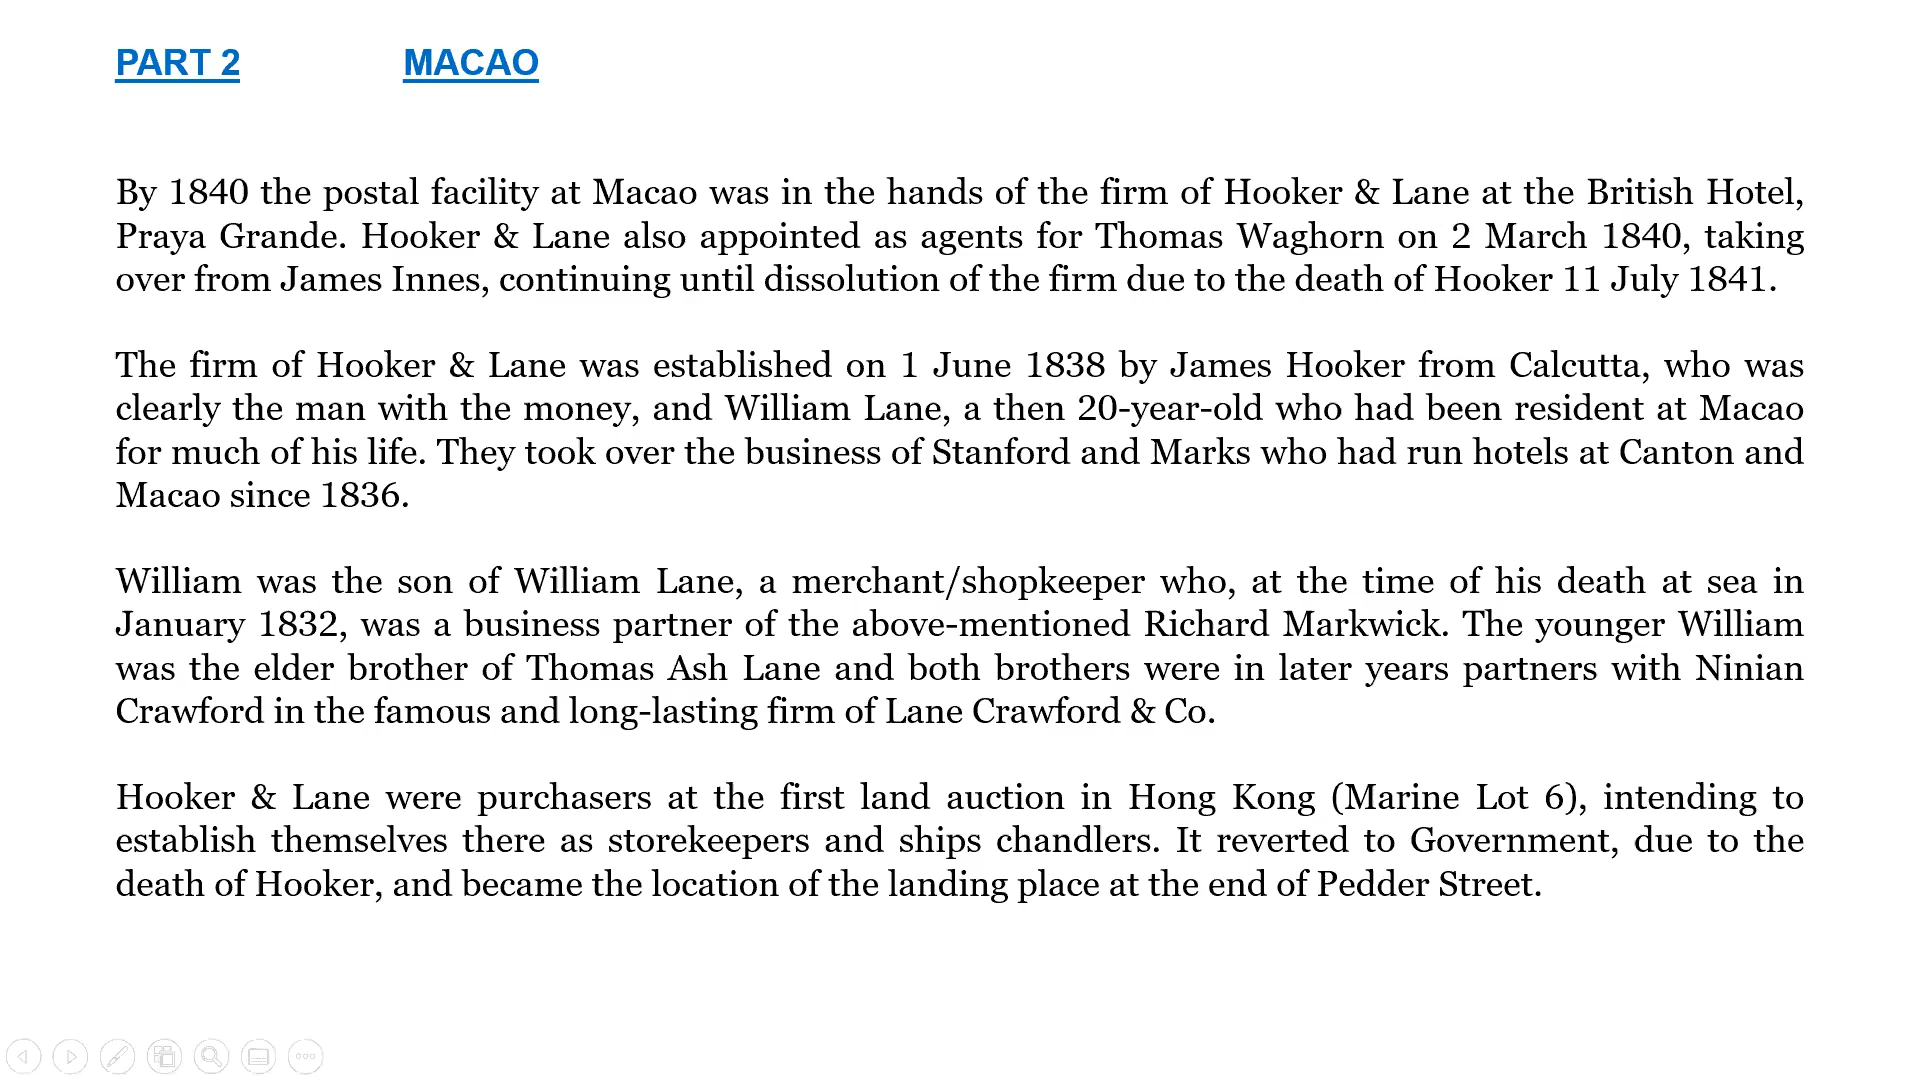 PART 2 MACAO
By 1840 the postal facility at Macao was in the hands of the firm of Hooker & Lane at the British Hotel,
Praya Grande. Hooker & Lane also appointed as agents for Thomas Waghorn on 2 March 1840, taking
over from James Innes, continuing until dissolution of the firm due to the death of Hooker 11 July 1841.
The firm of Hooker & Lane was established on 1 June 1838 by James Hooker from Calcutta, who was
clearly the man with the money, and William Lane, a then 20-year-old who had been resident at Macao
for much of his life. They took over the business of Stanford and Marks who had run hotels at Canton and
Macao since 1836.
William was the son of William Lane, a merchant/shopkeeper who, at the time of his death at sea in
January 1832, was a business partner of the above-mentioned Richard Markwick. The younger William
was the elder brother of Thomas Ash Lane and both brothers were in later years partners with Ninian
Crawford in the famous and long-lasting firm of Lane Crawford & Co.
Hooker & Lane were purchasers at the first land auction in Hong Kong (Marine Lot 6), intending to
establish themselves there as storekeepers and ships chandlers. It reverted to Government, due to the
death of Hooker, and became the location of the landing place at the end of Pedder Street.